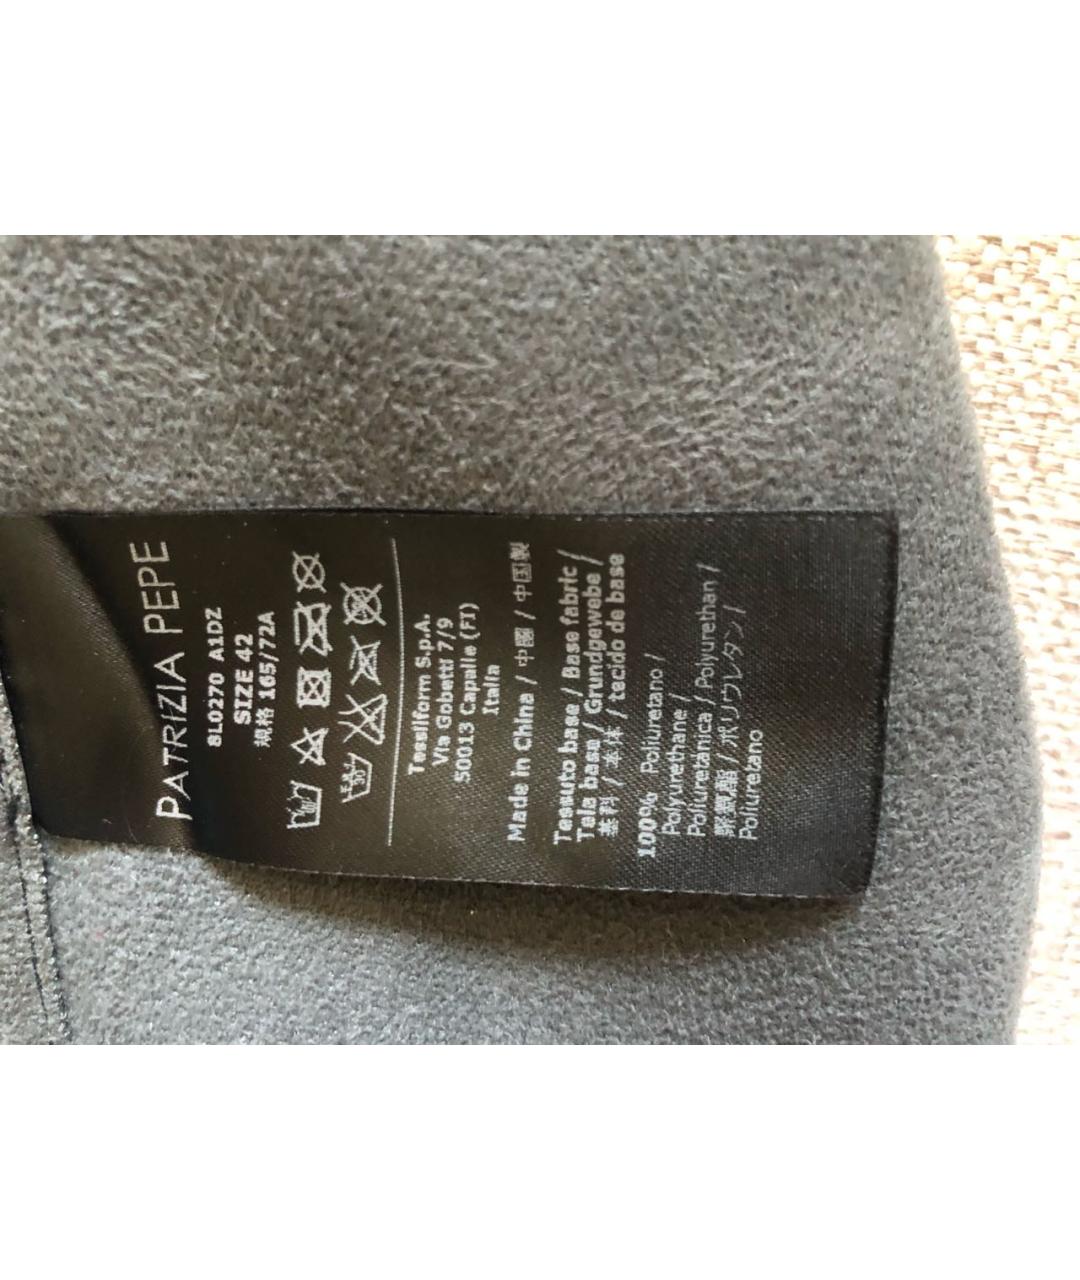 PATRIZIA PEPE
8L0270 A1DZ
SIZE 42
規格 165/72A
Tessilform S.p.A.
Via Gobetti 7/9
50013 Capalle (FI)
Italia
Made in China / 中國 / 中国製
Tessuto base / Base fabric /
Tela base / Grundgewebe /
基料 / 本体 / tecido de base
100% Poliuretano /
Polyurethane /
Poliuretanica / Polyurethan /
聚氨酯 / ポリウレタン /
Poliuretano